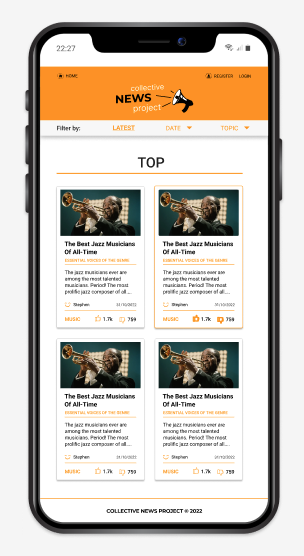 22:27
HOME
REGISTER LOGIN
collective
NEWS
project
Filter by: LATEST DATE TOPIC
TOP
The Best Jazz Musicians
Of All-Time
ESSENTIAL VOICES OF THE GENRE
The jazz musicians ever are
among the most talented
musicians. Period! The most
prolific jazz composer of all ...
Stephen 31/10/2022
MUSIC 1.7k 759
The Best Jazz Musicians
Of All-Time
ESSENTIAL VOICES OF THE GENRE
The jazz musicians ever are
among the most talented
musicians. Period! The most
prolific jazz composer of all ...
Stephen 31/10/2022
MUSIC 1.7k 759
The Best Jazz Musicians
Of All-Time
ESSENTIAL VOICES OF THE GENRE
The jazz musicians ever are
among the most talented
musicians. Period! The most
prolific jazz composer of all ...
Stephen 31/10/2022
MUSIC 1.7k 759
The Best Jazz Musicians
Of All-Time
ESSENTIAL VOICES OF THE GENRE
The jazz musicians ever are
among the most talented
musicians. Period! The most
prolific jazz composer of all ...
Stephen 31/10/2022
MUSIC 1.7k 759
COLLECTIVE NEWS PROJECT © 2022